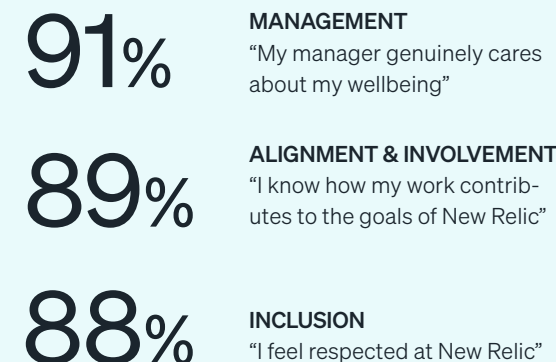 91%
MANAGEMENT
“My manager genuinely cares
about my wellbeing”
89%
ALIGNMENT & INVOLVEMENT
“I know how my work contrib-
utes to the goals of New Relic”
88%
INCLUSION
“I feel respected at New Relic”